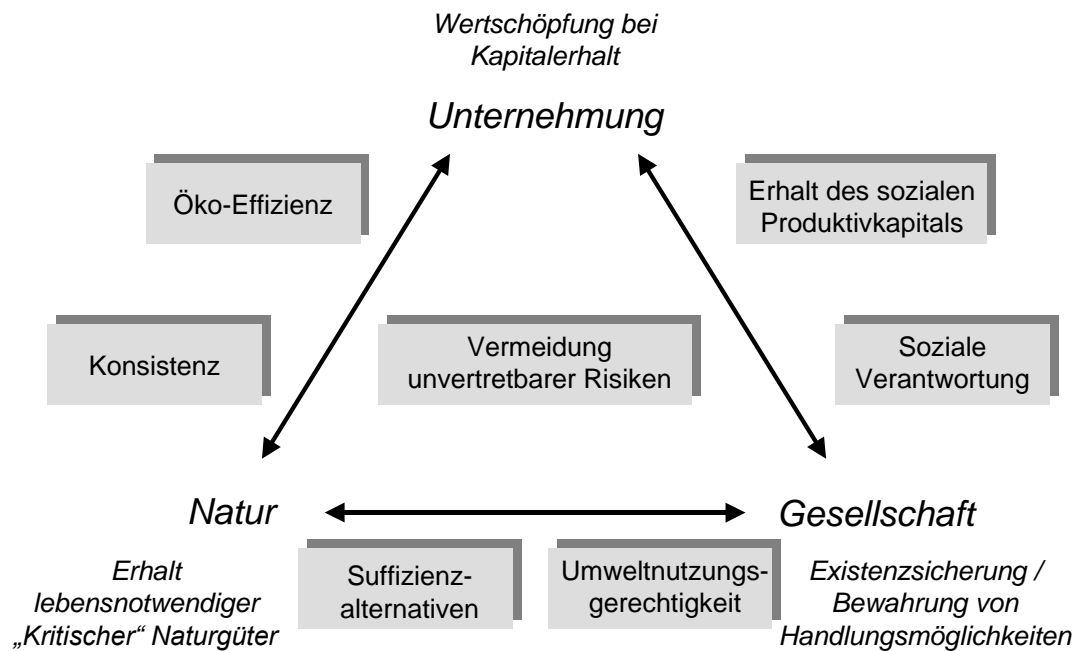 Wertschöpfung bei
Kapitalerhalt
Unternehmung
Öko-Effizienz
Erhalt des sozialen
Produktivkapitals
Konsistenz
Vermeidung
unvertretbarer Risiken
Soziale
Verantwortung
Natur
Gesellschaft
Erhalt
lebensnotwendiger
„Kritischer“ Naturgüter
Suffizienz-
alternativen
Umweltnutzungs-
gerechtigkeit
Existenzsicherung /
Bewahrung von
Handlungsmöglichkeiten